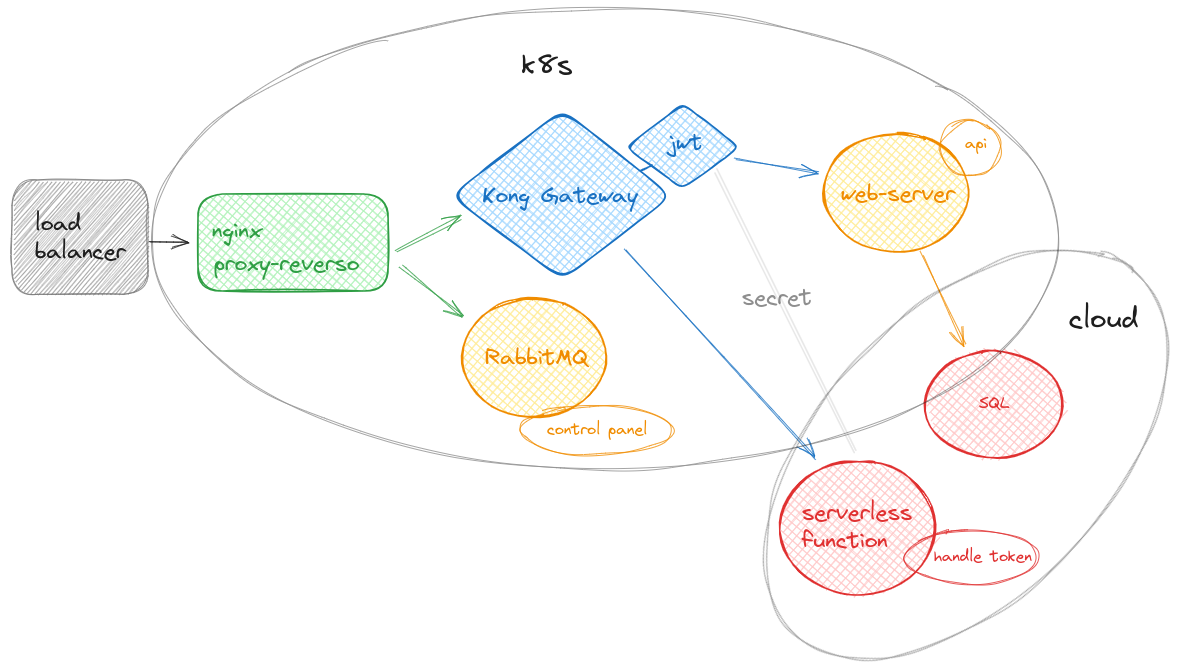 k8s
load
balancer
nginx
proxy-reverso
Kong Gateway
jwt
web-server
api
RabbitMQ
control panel
secret
cloud
SQL
serverless
function
handle token